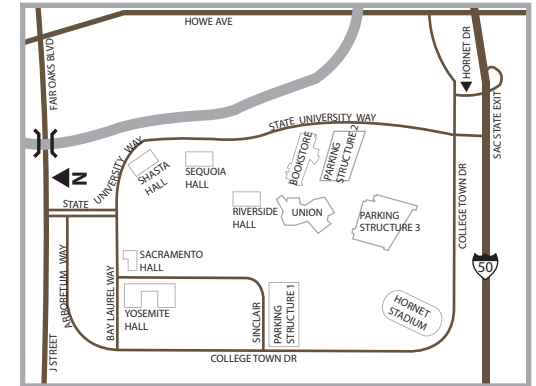 HOWE AVE
FAIR OAKS BLVD
HORNET DR
SAC STATE EXIT
STATE UNIVERSITY WAY
UNIVERSITY WAY
STATE
N
SHASTA
HALL
SEQUOIA
HALL
BOOKSTORE
PARKING
STRUCTURE 2
RIVERSIDE
HALL
UNION
PARKING
STRUCTURE 3
COLLEGE TOWN DR
ARBORETUM WAY
BAY LAUREL WAY
SACRAMENTO
HALL
YOSEMITE
HALL
SINCLAIR
PARKING
STRUCTURE 1
HORNET
STADIUM
50
J STREET
COLLEGE TOWN DR